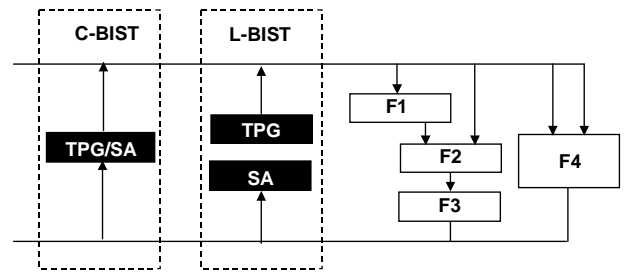 C-BIST L-BIST
F1
TPG
TPG/SA F2 F4
SA
F3